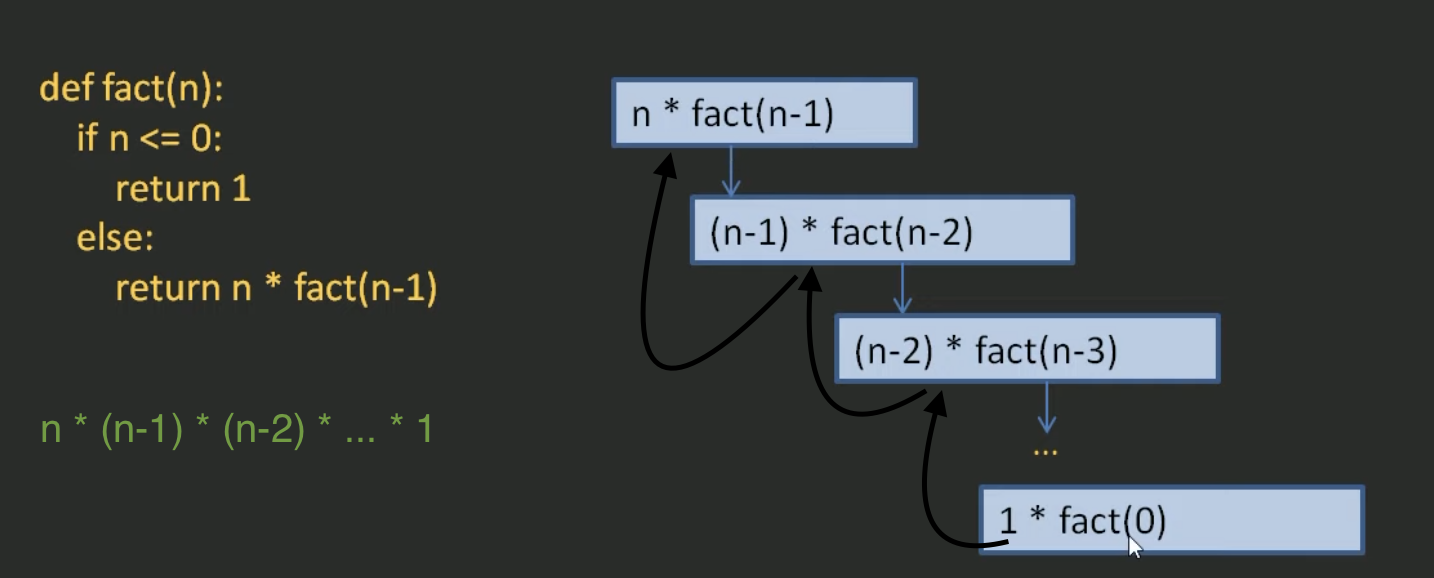 def fact(n):
if n <= 0:
return 1
else:
return n * fact(n-1)
n * (n-1) * (n-2) * ... * 1
n * fact(n-1)
(n-1) * fact(n-2)
(n-2) * fact(n-3)
...
1 * fact(0)